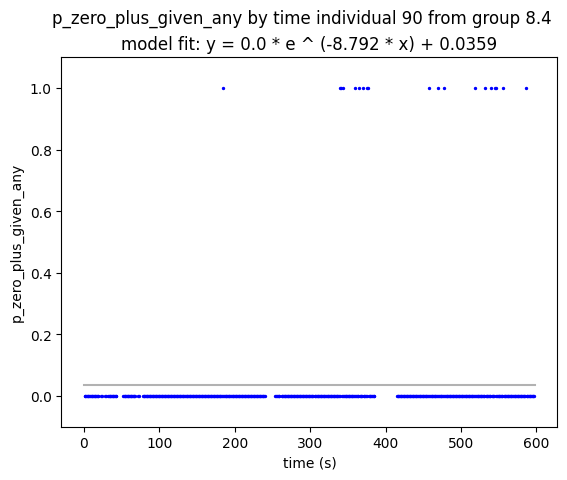 p_zero_plus_given_any by time individual 90 from group 8.4
model fit: y = 0.0 * e ^ (-8.792 * x) + 0.0359
1.0
0.8
0.6
0.4
0.2
0.0
p_zero_plus_given_any
0 100 200 300 400 500 600
time (s)